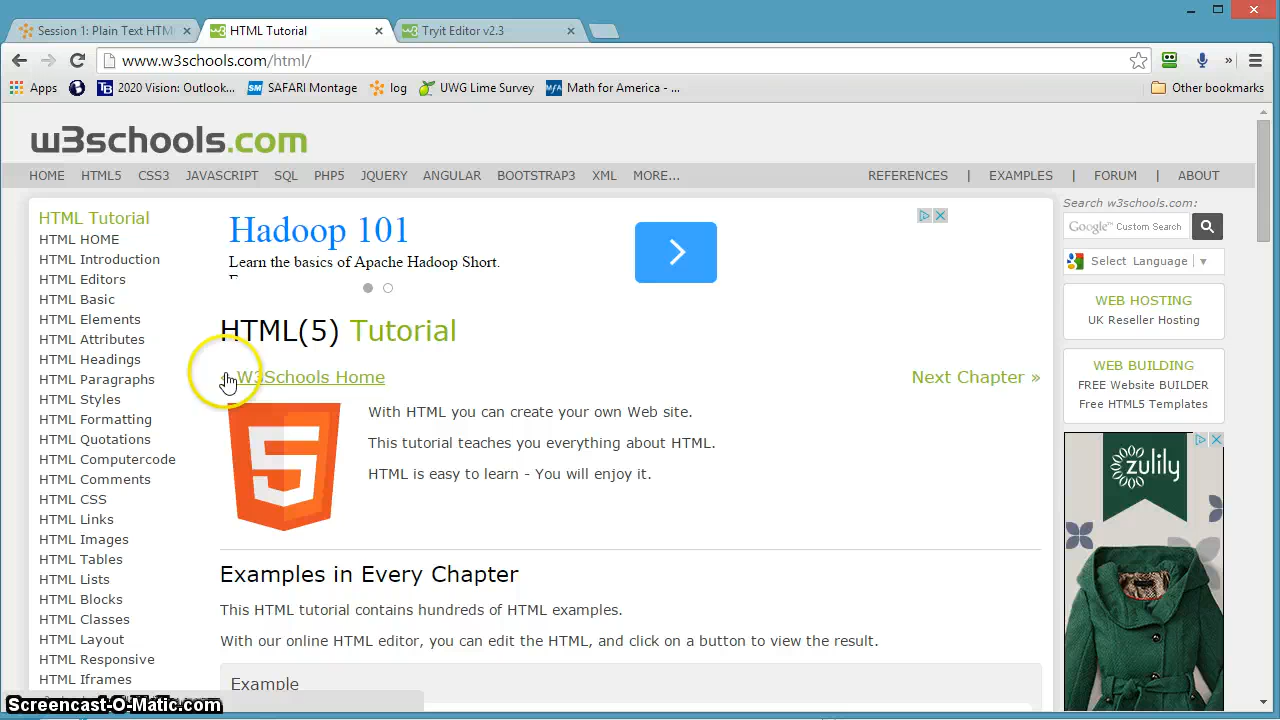 Session 1: Plain Text HTM
HTML Tutorial
Tryit Editor v2.3
www.w3schools.com/html/
Apps
TB 2020 Vision: Outlook...
SM SAFARI Montage
log
UWG Lime Survey
MfA Math for America - ...
Other bookmarks
w3schools.com
HOME HTML5 CSS3 JAVASCRIPT SQL PHP5 JQUERY ANGULAR BOOTSTRAP3 XML MORE... REFERENCES | EXAMPLES | FORUM | ABOUT
HTML Tutorial
HTML HOME
HTML Introduction
HTML Editors
HTML Basic
HTML Elements
HTML Attributes
HTML Headings
HTML Paragraphs
HTML Styles
HTML Formatting
HTML Quotations
HTML Computercode
HTML Comments
HTML CSS
HTML Links
HTML Images
HTML Tables
HTML Lists
HTML Blocks
HTML Classes
HTML Layout
HTML Responsive
HTML Iframes
Hadoop 101
Learn the basics of Apache Hadoop Short.
HTML(5) Tutorial
« W3Schools Home
Next Chapter »
5
With HTML you can create your own Web site.
This tutorial teaches you everything about HTML.
HTML is easy to learn - You will enjoy it.
Examples in Every Chapter
This HTML tutorial contains hundreds of HTML examples.
With our online HTML editor, you can edit the HTML, and click on a button to view the result.
Example
Search w3schools.com:
Google™ Custom Search
Select Language
WEB HOSTING
UK Reseller Hosting
WEB BUILDING
FREE Website BUILDER
Free HTML5 Templates
zulily
Screencast-O-Matic.com